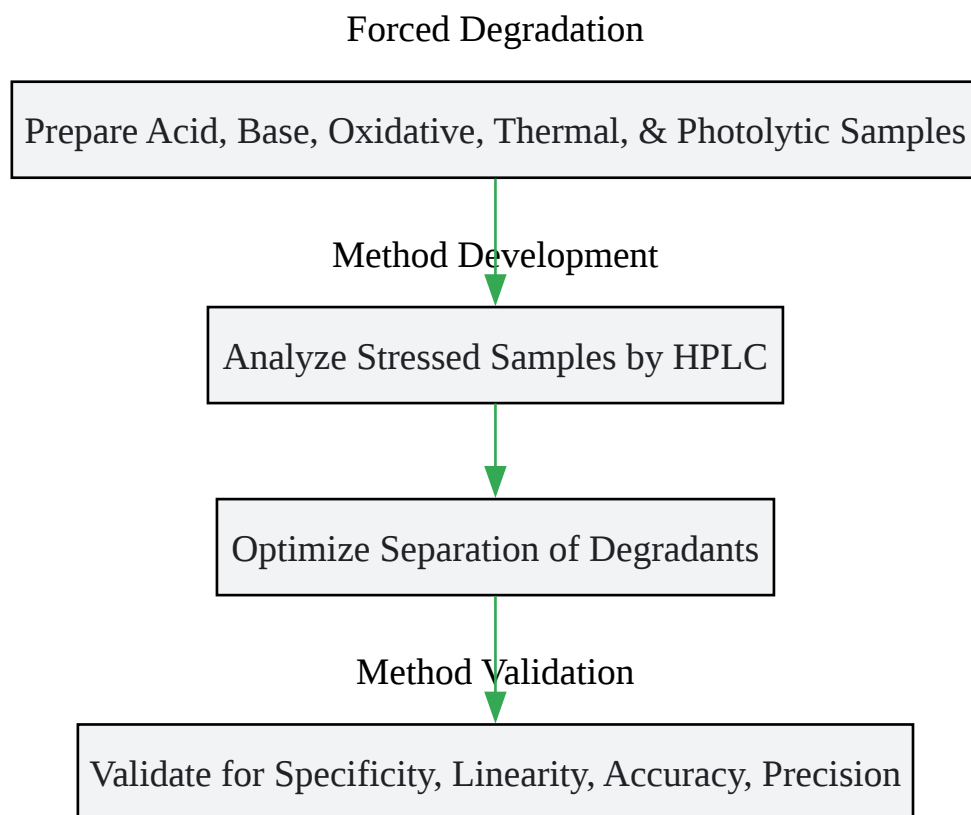 Forced Degradation
Prepare Acid, Base, Oxidative, Thermal, & Photolytic Samples
Method Development
Analyze Stressed Samples by HPLC
Optimize Separation of Degradants
Method Validation
Validate for Specificity, Linearity, Accuracy, Precision